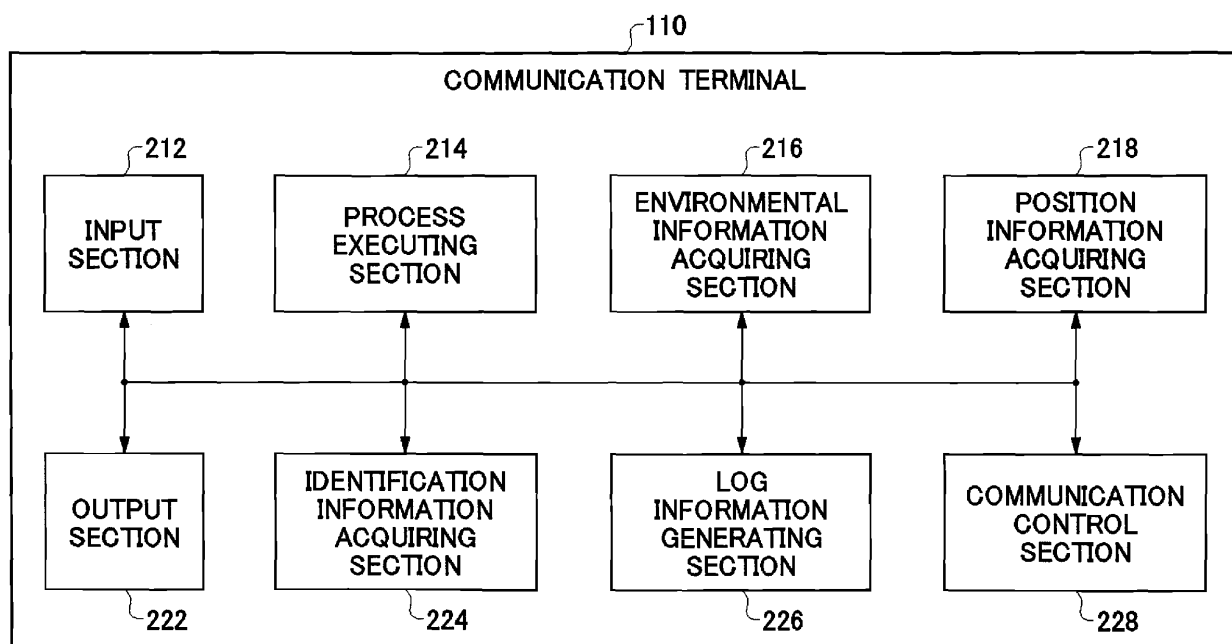 110
COMMUNICATION TERMINAL
212
214
216
218
INPUT
SECTION
PROCESS
EXECUTING
SECTION
ENVIRONMENTAL
INFORMATION
ACQUIRING
SECTION
POSITION
INFORMATION
ACQUIRING
SECTION
OUTPUT
SECTION
IDENTIFICATION
INFORMATION
ACQUIRING
SECTION
LOG
INFORMATION
GENERATING
SECTION
COMMUNICATION
CONTROL
SECTION
222
224
226
228